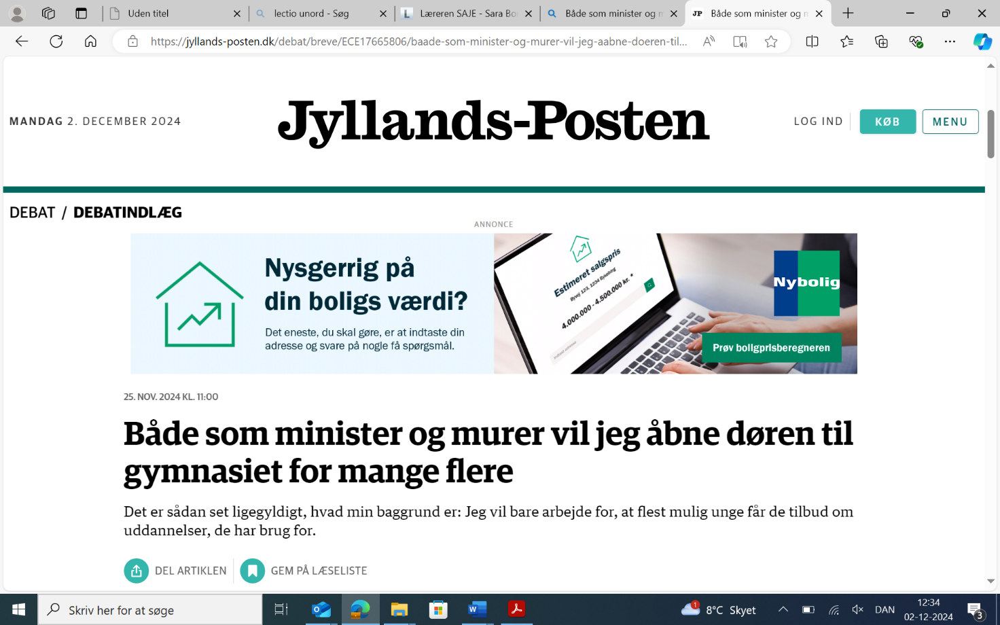 Uden titel
lectio unord - Søg
L Læreren SAJE - Sara Bo
Både som minister og n
JP Både som minister og n
https://jyllands-posten.dk/debat/breve/ECE17665806/baade-som-minister-og-murer-vil-jeg-aabne-doeren-til...
MANDAG 2. DECEMBER 2024
Jyllands-Posten
LOG IND
KØB
MENU
DEBAT / DEBATINDLÆG
ANNONCE
Nysgerrig på
din boligs værdi?
Det eneste, du skal gøre, er at indtaste din
adresse og svare på nogle få spørgsmål.
Estimeret salgspris
Byvej 123, 1234 Bykøbing
4.000.000 - 4.500.000 kr. *
Indtast adresse
Nybolig
Prøv boligprisberegneren
25. NOV. 2024 KL. 11:00
Både som minister og murer vil jeg åbne døren til
gymnasiet for mange flere
Det er sådan set ligegyldigt, hvad min baggrund er: Jeg vil bare arbejde for, at flest mulig unge får de tilbud om
uddannelser, de har brug for.
DEL ARTIKLEN
GEM PÅ LÆSELISTE
Skriv her for at søge
1
8°C Skyet
DAN
12:34
02-12-2024
3